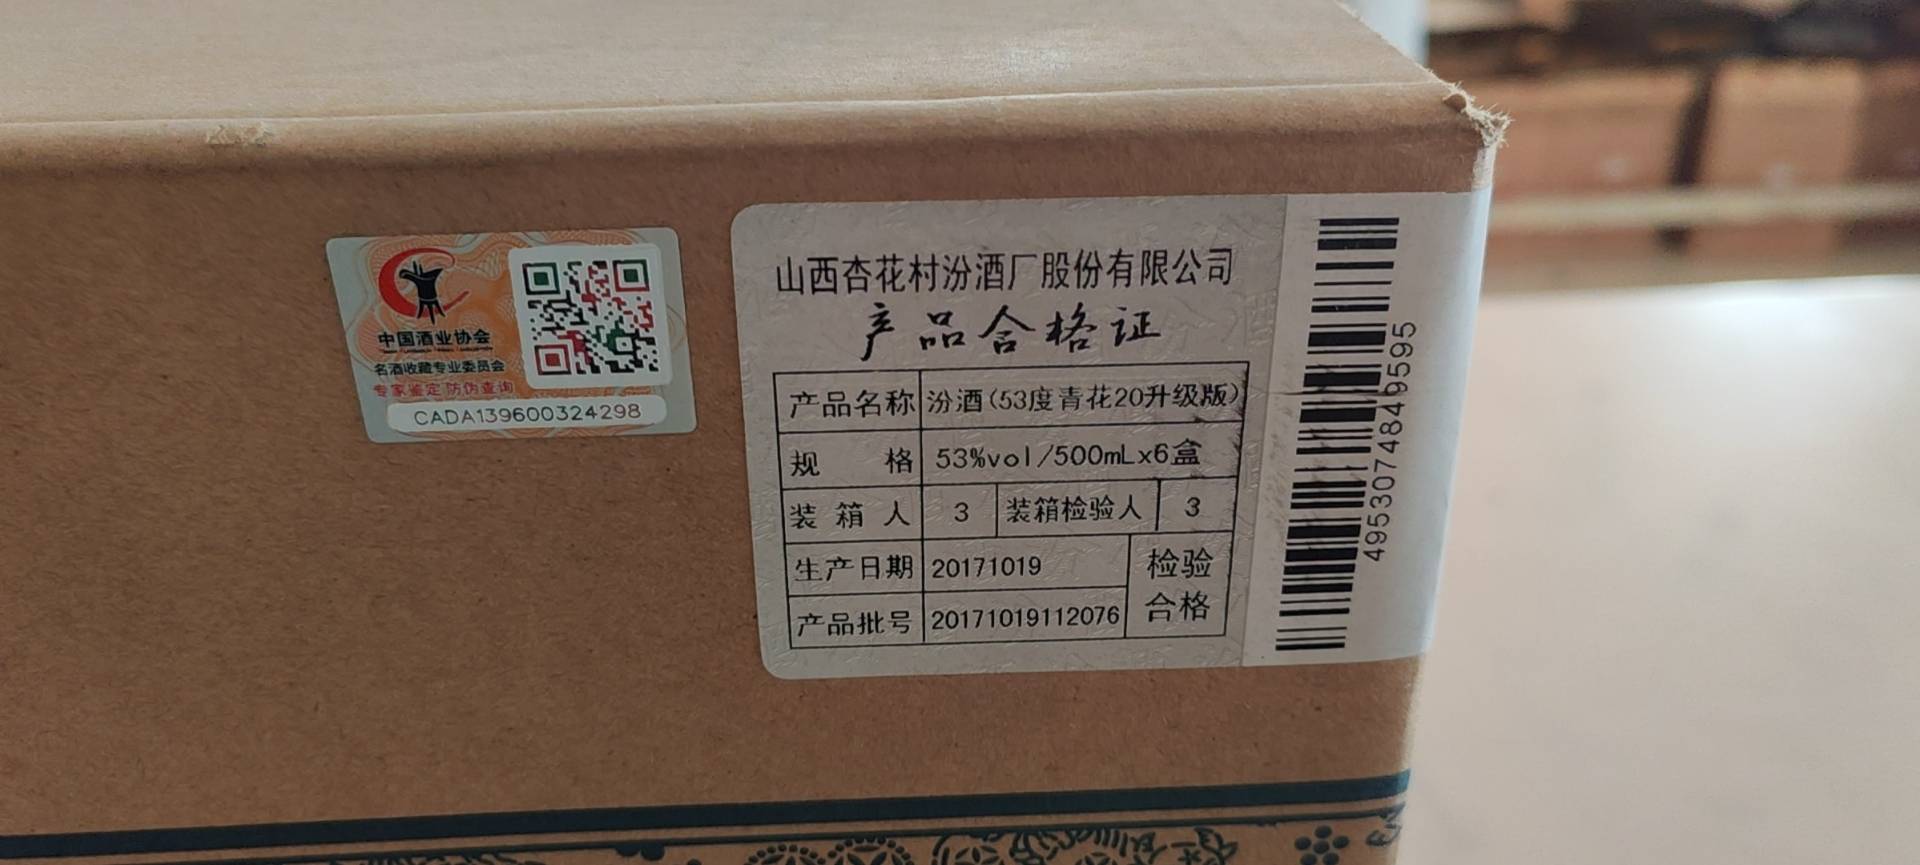 中国酒业协会
名酒收藏专业委员会
专家鉴定 防伪查询
CADA139600324298
山西杏花村汾酒厂股份有限公司
产品合格证
产品名称 汾酒(53度青花20升级版)
规 格 53%vol/500mLx6盒
装箱人 3 装箱检验人 3
生产日期 20171019
产品批号 20171019112076
检验
合格
4953074849595